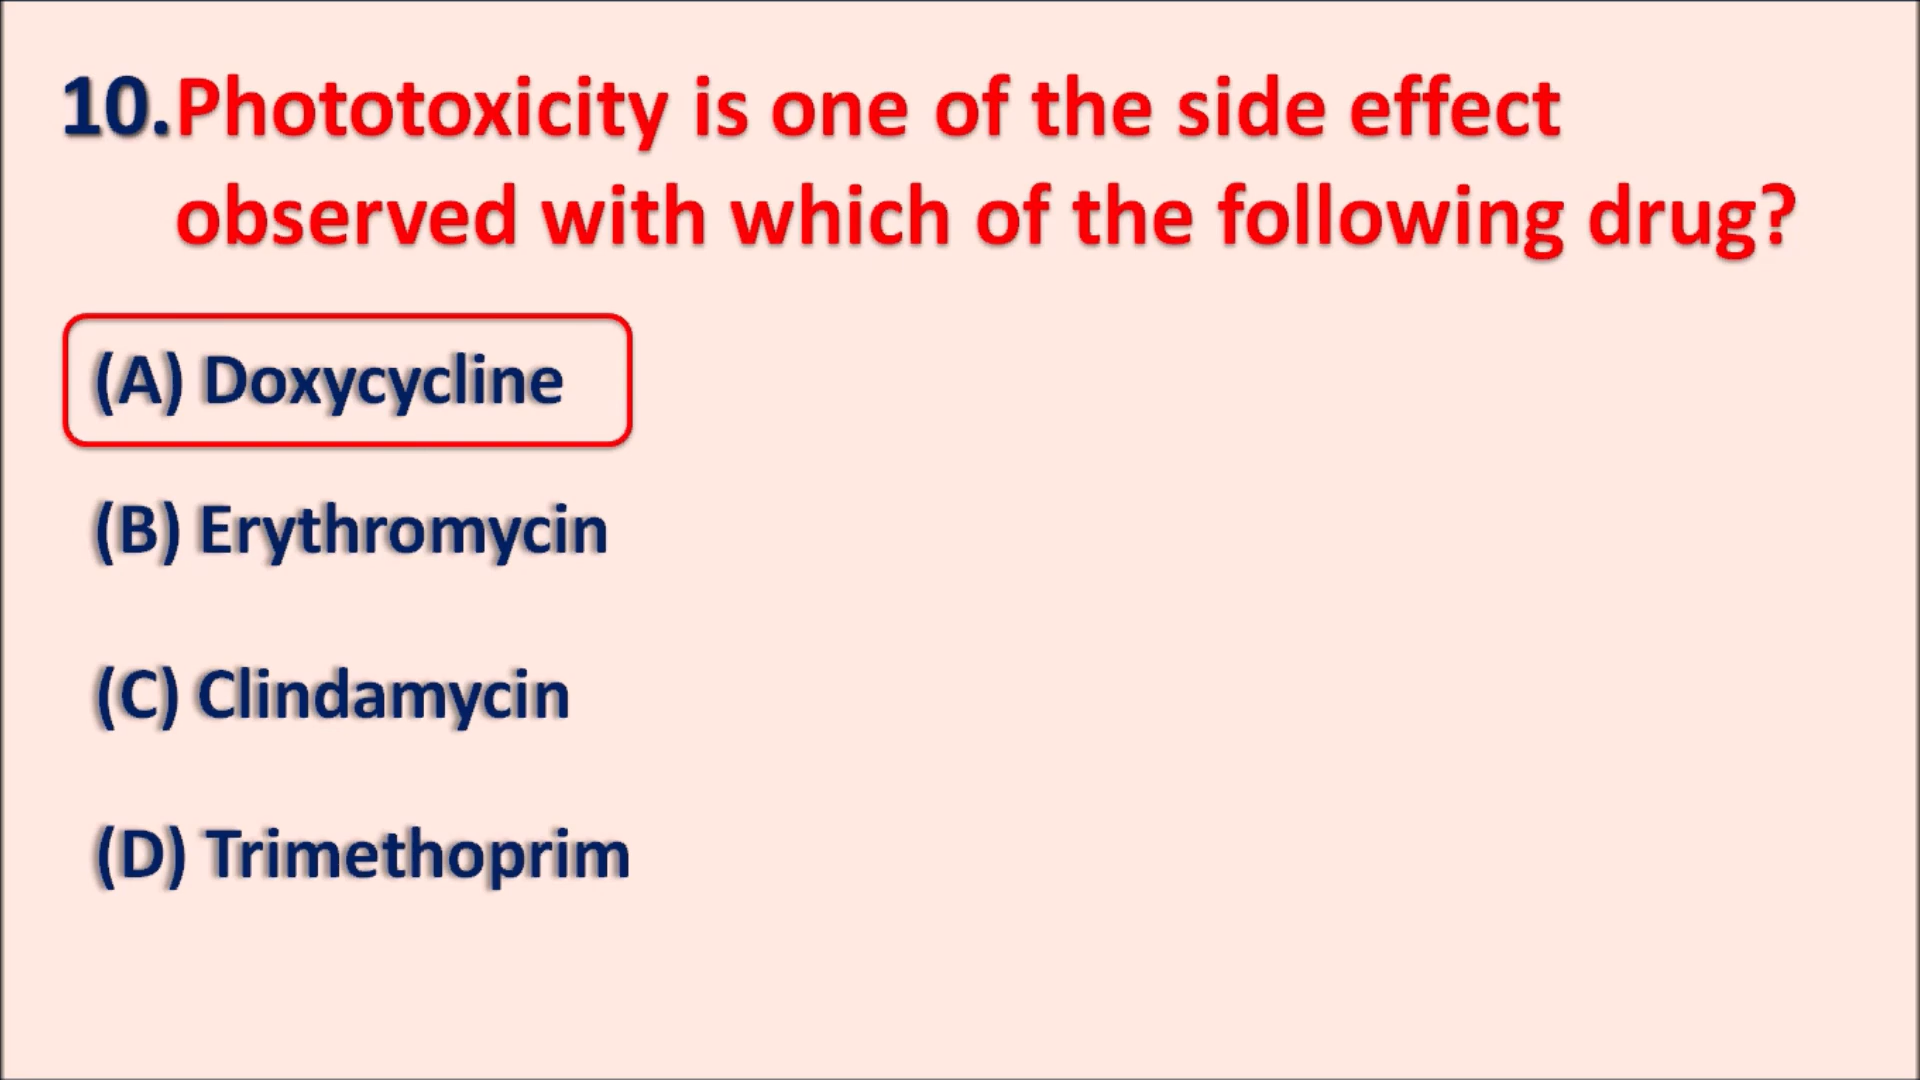 10.Phototoxicity is one of the side effect
observed with which of the following drug?
(A) Doxycycline
(B) Erythromycin
(C) Clindamycin
(D) Trimethoprim